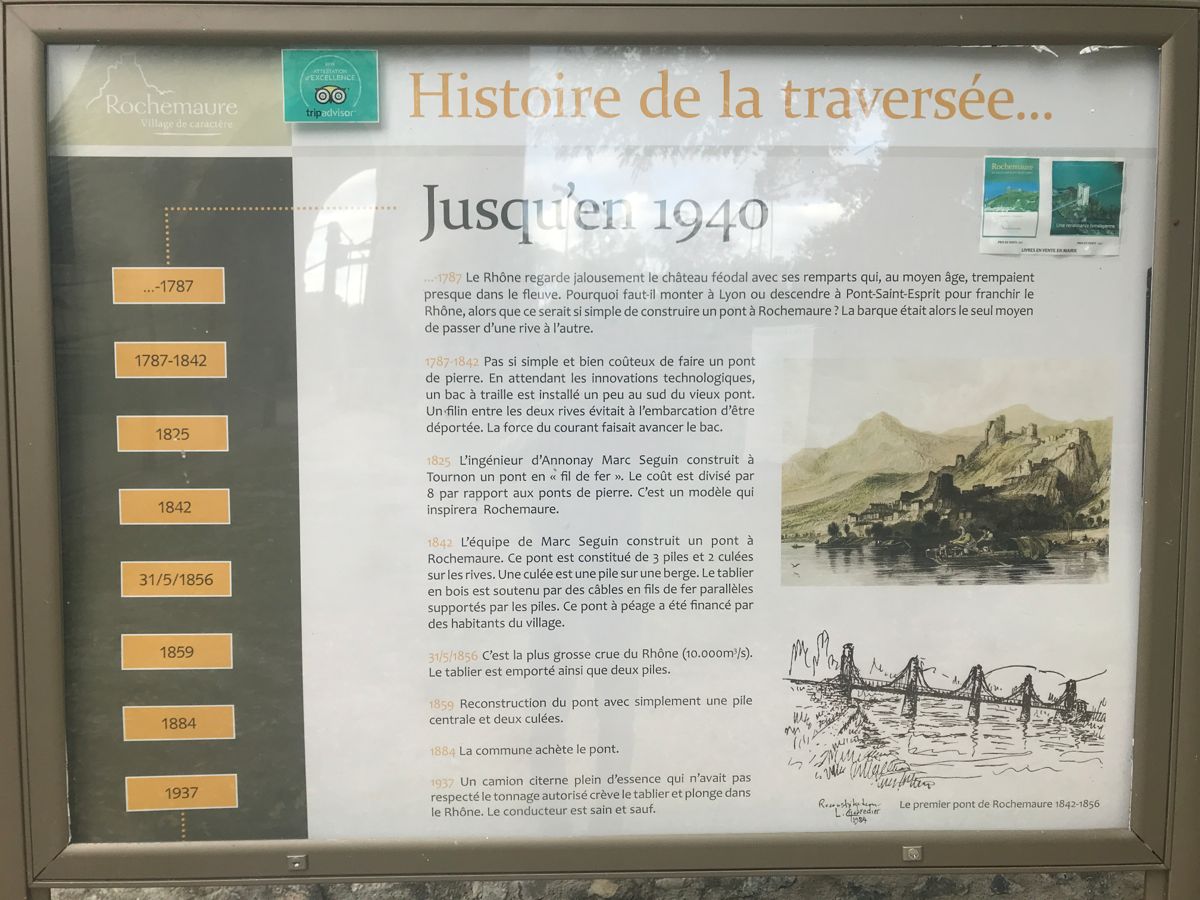 Rochemaure
Village de caractère
ATTESTATION
d'EXCELLENCE
tripadvisor
Histoire de la traversée...
Jusqu'en 1940
Rochemaure
Une renaissance himalayenne
LIVRES EN VENTE EN MAIRIE
...-1787
1787-1842
1825
1842
31/5/1856
1859
1884
1937
...-1787 Le Rhône regarde jalousement le château féodal avec ses remparts qui, au moyen âge, trempaient
presque dans le fleuve. Pourquoi faut-il monter à Lyon ou descendre à Pont-Saint-Esprit pour franchir le
Rhône, alors que ce serait si simple de construire un pont à Rochemaure ? La barque était alors le seul moyen
de passer d'une rive à l'autre.
1787-1842 Pas si simple et bien coûteux de faire un pont
de pierre. En attendant les innovations technologiques,
un bac à traille est installé un peu au sud du vieux pont.
Un filin entre les deux rives évitait à l'embarcation d'être
déportée. La force du courant faisait avancer le bac.
1825 L'ingénieur d'Annonay Marc Seguin construit à
Tournon un pont en « fil de fer ». Le coût est divisé par
8 par rapport aux ponts de pierre. C'est un modèle qui
inspirera Rochemaure.
1842 L'équipe de Marc Seguin construit un pont à
Rochemaure. Ce pont est constitué de 3 piles et 2 culées
sur les rives. Une culée est une pile sur une berge. Le tablier
en bois est soutenu par des câbles en fils de fer parallèles
supportés par les piles. Ce pont à péage a été financé par
des habitants du village.
31/5/1856 C'est la plus grosse crue du Rhône (10.000m³/s).
Le tablier est emporté ainsi que deux piles.
1859 Reconstruction du pont avec simplement une pile
centrale et deux culées.
1884 La commune achète le pont.
1937 Un camion citerne plein d'essence qui n'avait pas
respecté le tonnage autorisé crève le tablier et plonge dans
le Rhône. Le conducteur est sain et sauf.
1984
Le premier pont de Rochemaure 1842-1856